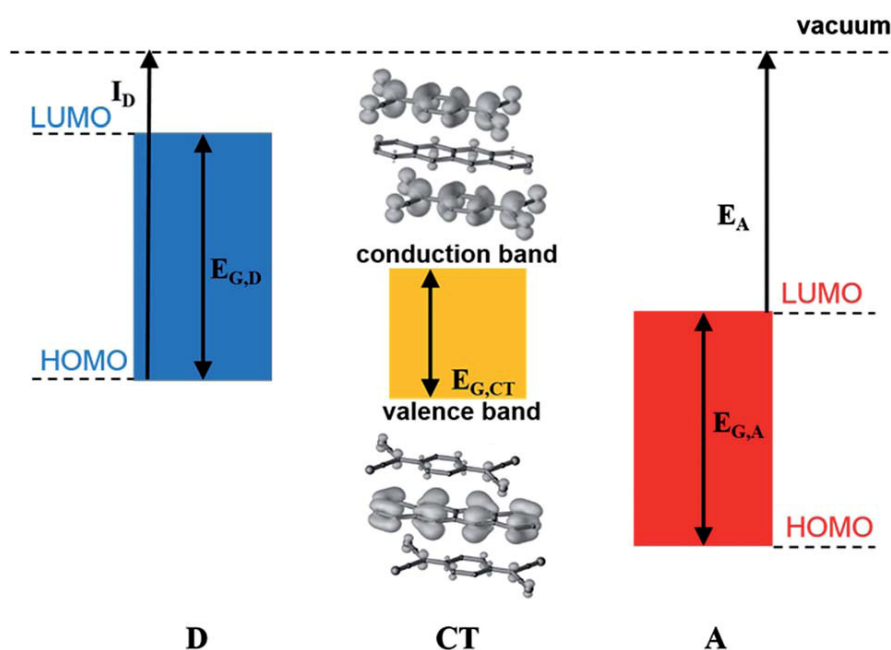 vacuum
I_D
LUMO
E_G,D
HOMO
conduction band
E_G,CT
valence band
E_A
LUMO
E_G,A
HOMO
D
CT
A